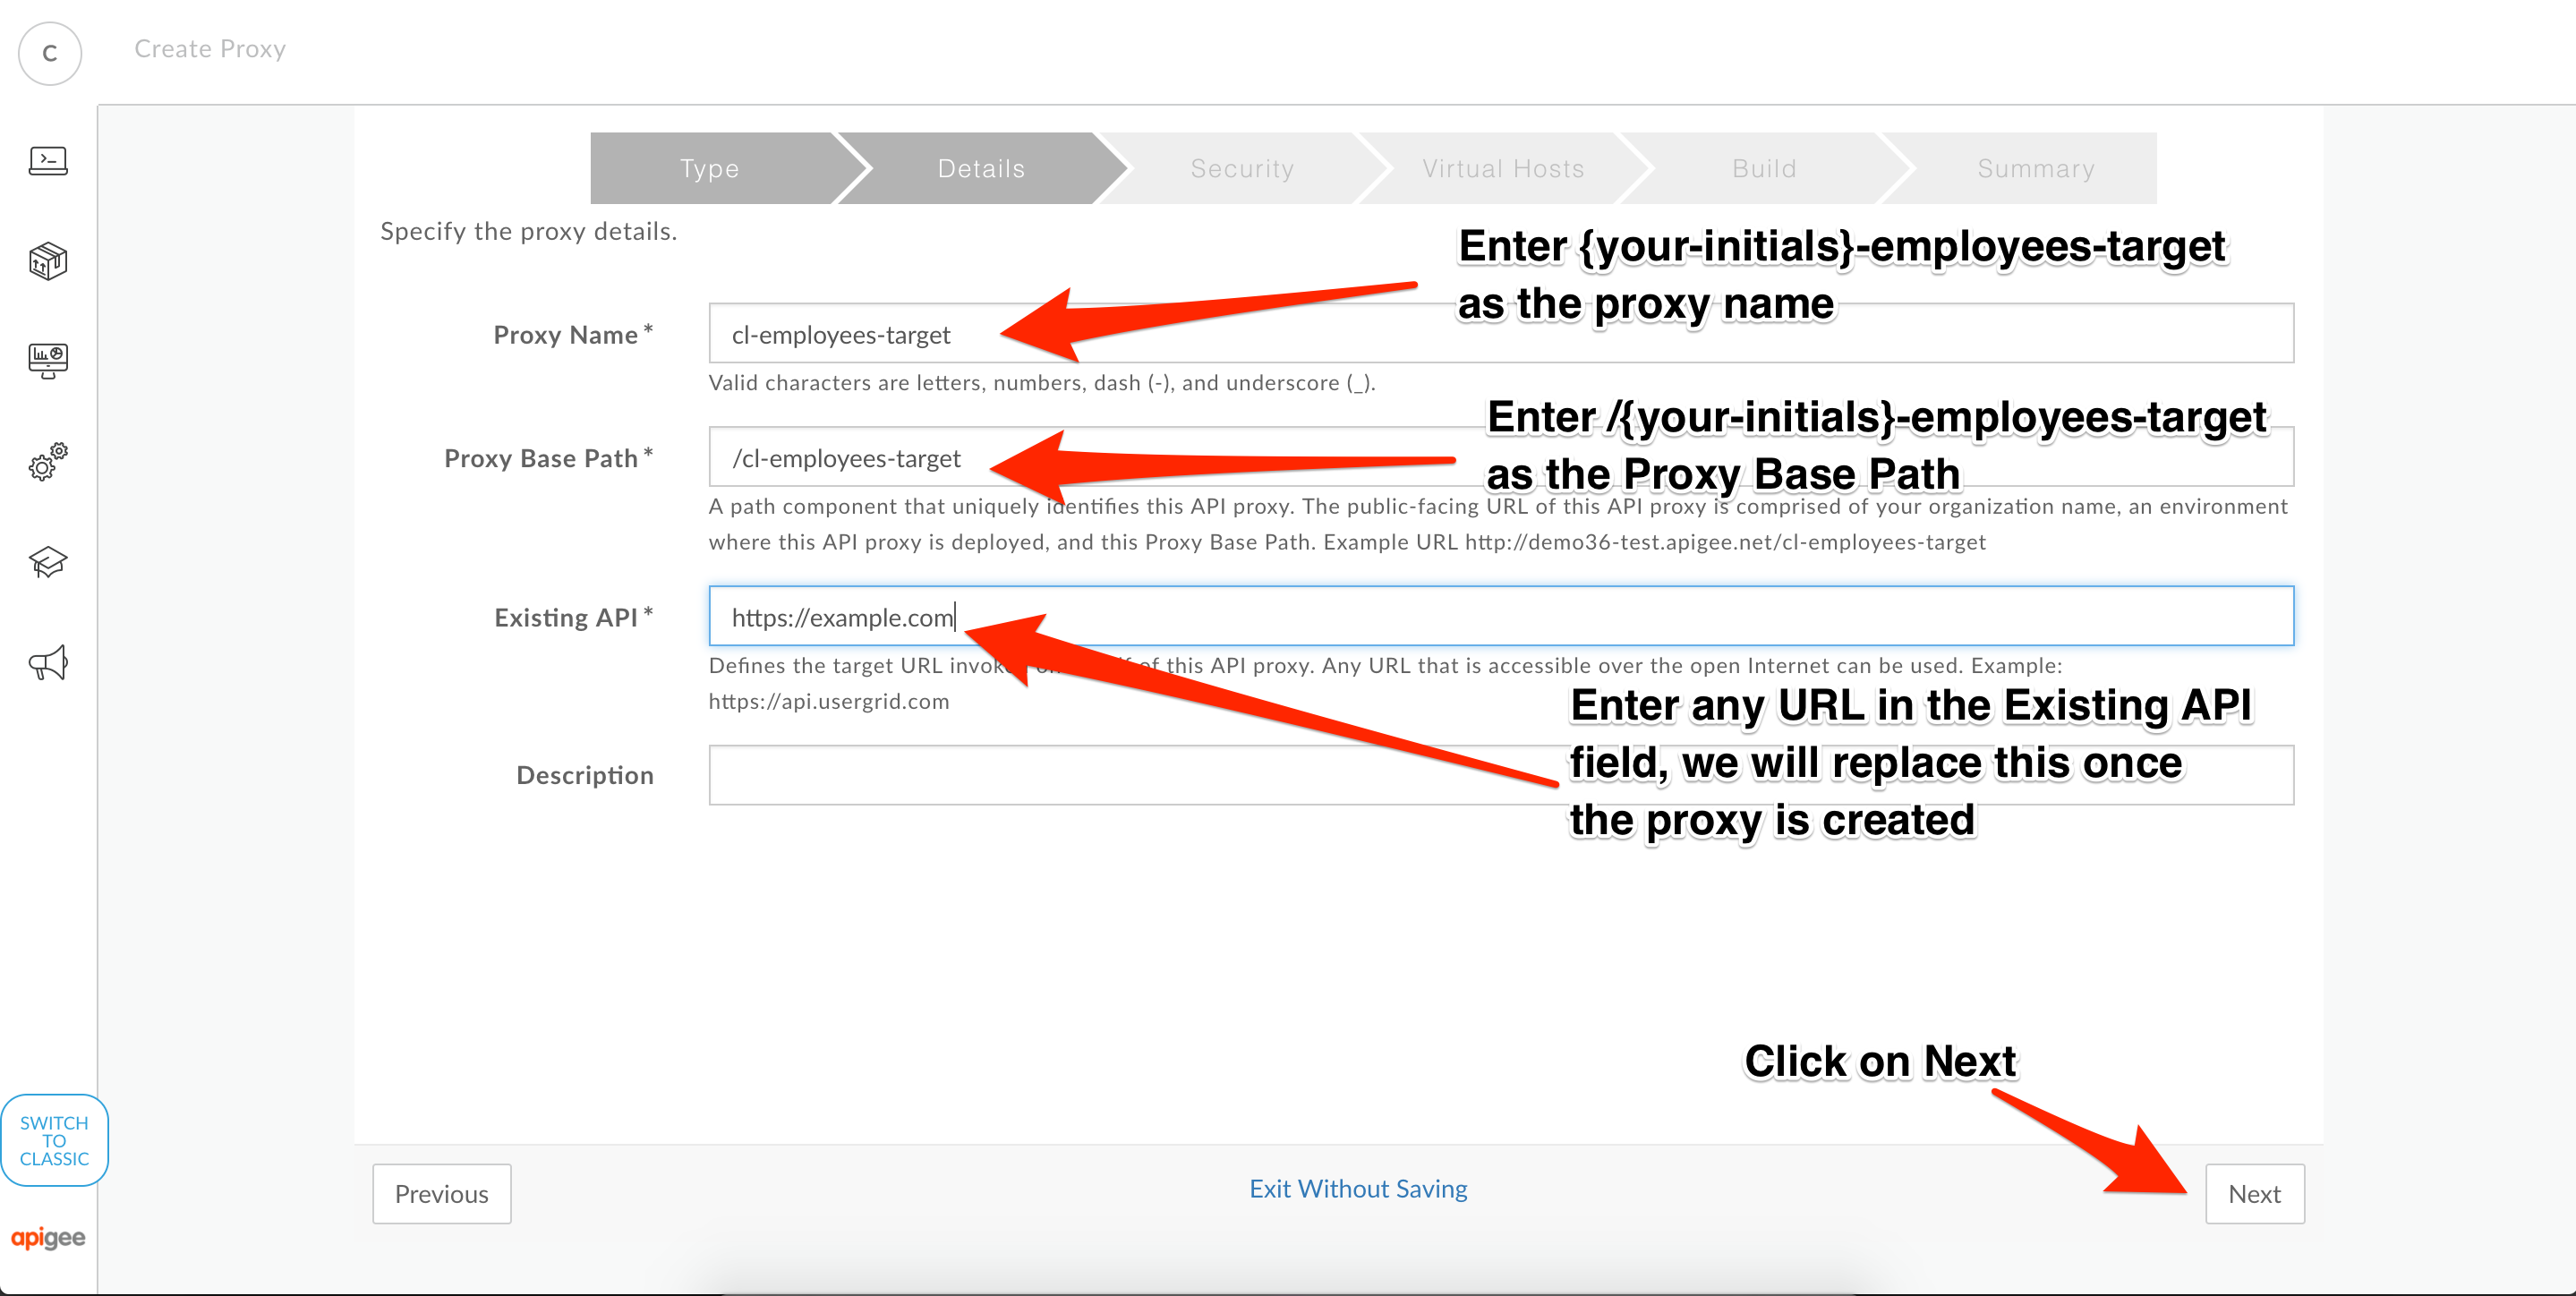 C
Create Proxy
Type
Details
Security
Virtual Hosts
Build
Summary
Specify the proxy details.
Enter {your-initials}-employees-target
as the proxy name
Proxy Name *
cl-employees-target
Valid characters are letters, numbers, dash (-), and underscore (_).
Enter /{your-initials}-employees-target
as the Proxy Base Path
Proxy Base Path *
/cl-employees-target
A path component that uniquely identifies this API proxy. The public-facing URL of this API proxy is comprised of your organization name, an environment
where this API proxy is deployed, and this Proxy Base Path. Example URL http://demo36-test.apigee.net/cl-employees-target
Existing API *
https://example.com
Defines the target URL of this API proxy. Any URL that is accessible over the open Internet can be used. Example:
https://api.usergrid.com
Enter any URL in the Existing API
field, we will replace this once
the proxy is created
Description
Click on Next
SWITCH
TO
CLASSIC
Previous
Exit Without Saving
Next
apigee